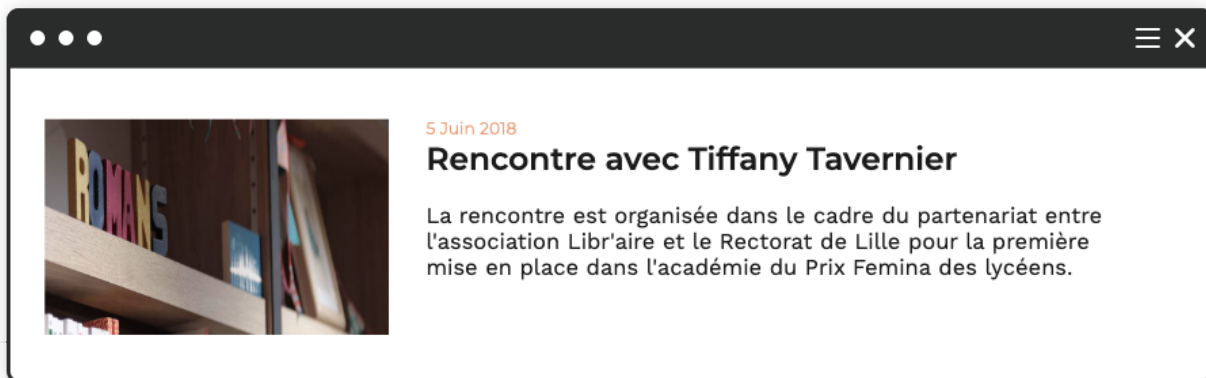 ROMANS
5 Juin 2018
Rencontre avec Tiffany Tavernier
La rencontre est organisée dans le cadre du partenariat entre
l'association Libr'aire et le Rectorat de Lille pour la première
mise en place dans l'académie du Prix Femina des lycéens.